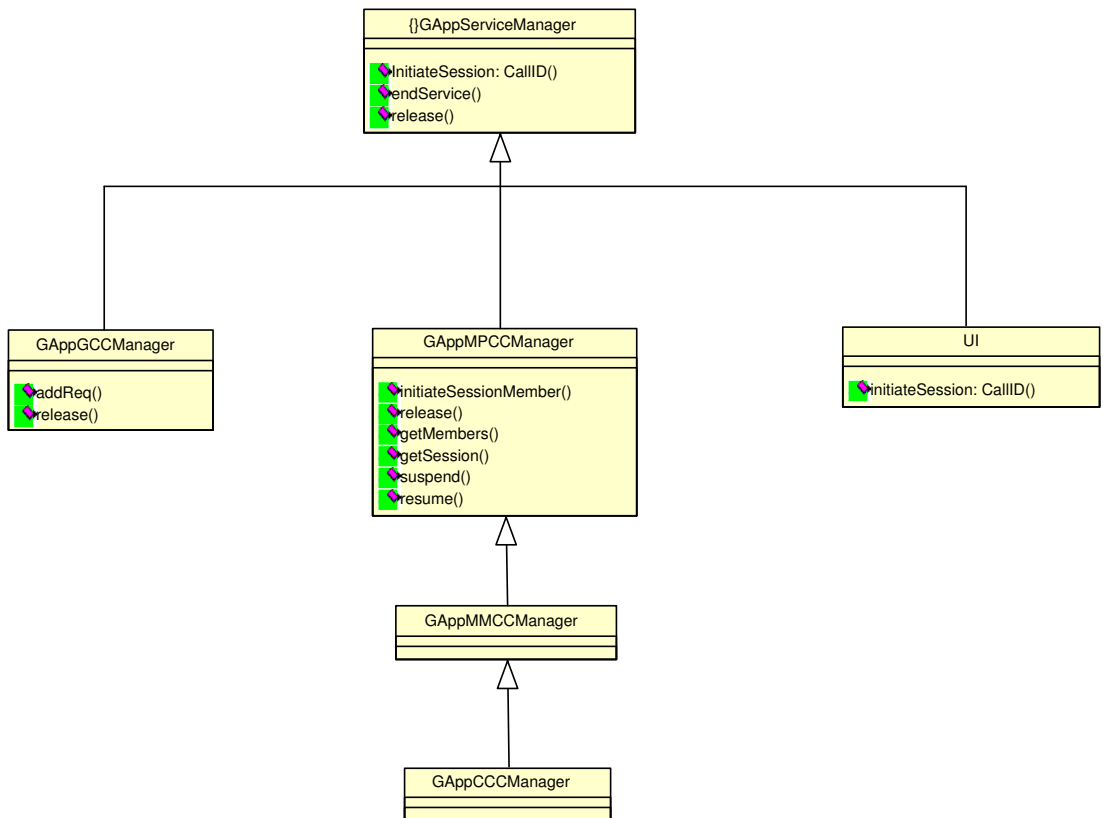 {}GAppServiceManager
InitiateSession: CallID()
endService()
release()
GAppGCCManager
addReq()
release()
GAppMPCCManager
initiateSessionMember()
release()
getMembers()
getSession()
suspend()
resume()
UI
initiateSession: CallID()
GAppMMCCManager
GAppCCCManager